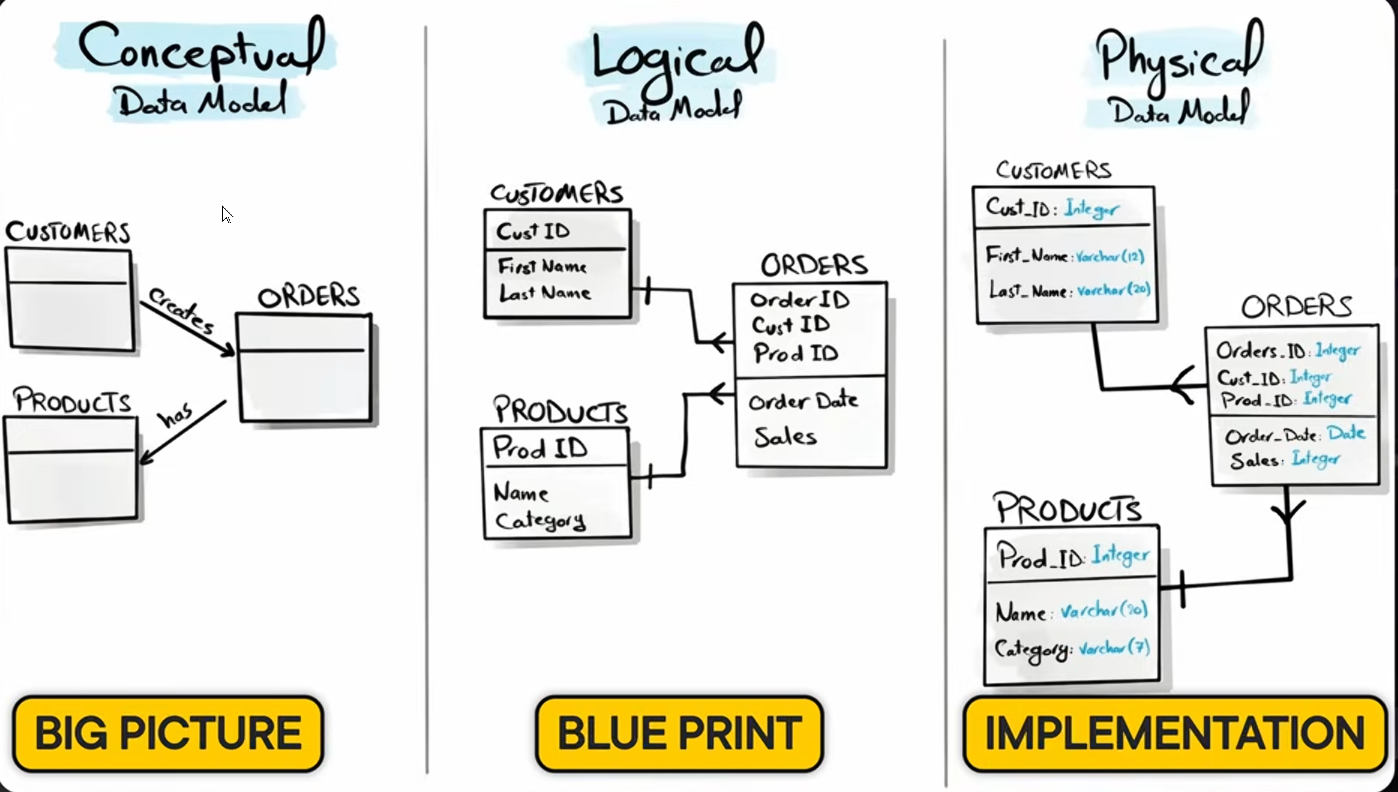 Conceptual
Data Model
CUSTOMERS
creates
ORDERS
PRODUCTS
has
BIG PICTURE
Logical
Data Model
CUSTOMERS
Cust ID
First Name
Last Name
ORDERS
Order ID
Cust ID
Prod ID
Order Date
Sales
PRODUCTS
Prod ID
Name
Category
BLUE PRINT
Physical
Data Model
CUSTOMERS
Cust_ID: Integer
First_Name: Varchar(12)
Last_Name: Varchar(20)
ORDERS
Orders_ID: Integer
Cust_ID: Integer
Prod_ID: Integer
Order_Date: Date
Sales: Integer
PRODUCTS
Prod_ID: Integer
Name: Varchar(20)
Category: Varchar(7)
IMPLEMENTATION